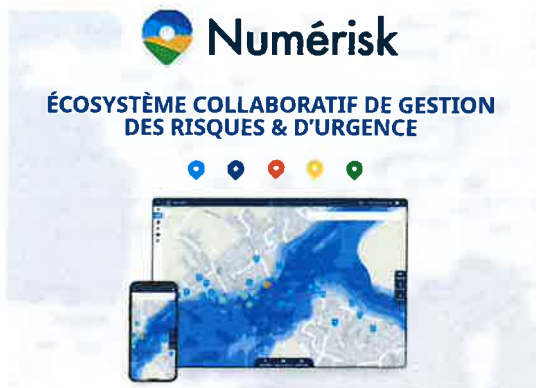 Numérisk
ÉCOSYSTÈME COLLABORATIF DE GESTION
DES RISQUES & D'URGENCE